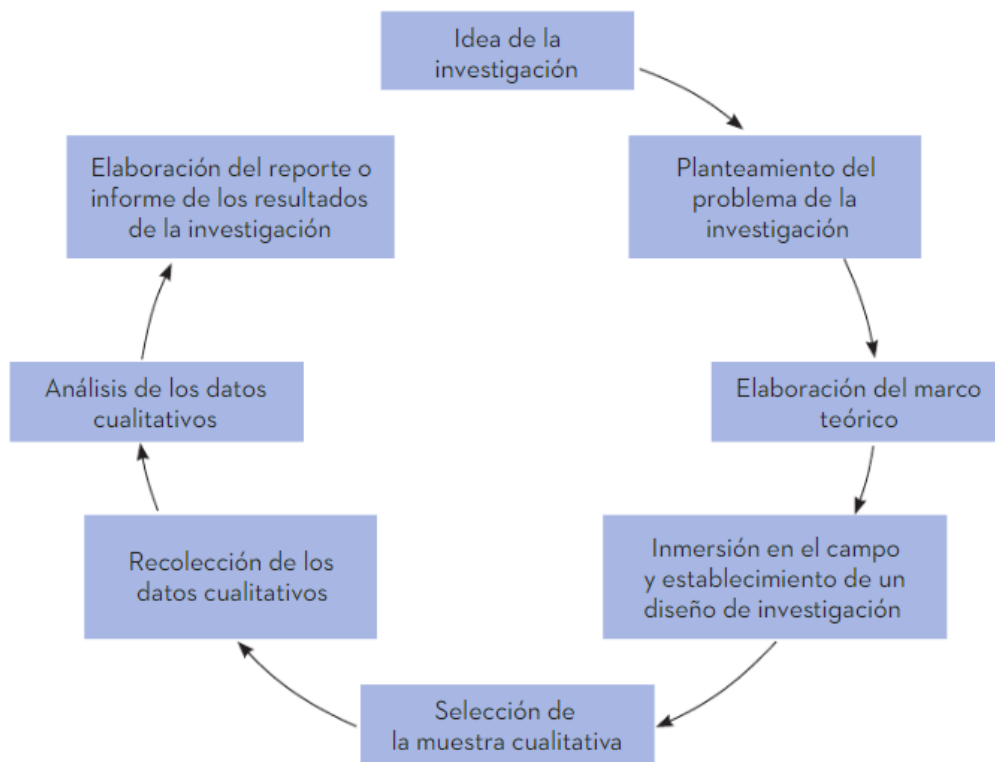 Idea de la
investigación
Planteamiento del
problema de la
investigación
Elaboración del marco
teórico
Inmersión en el campo
y establecimiento de un
diseño de investigación
Selección de
la muestra cualitativa
Recolección de los
datos cualitativos
Análisis de los datos
cualitativos
Elaboración del reporte o
informe de los resultados
de la investigación